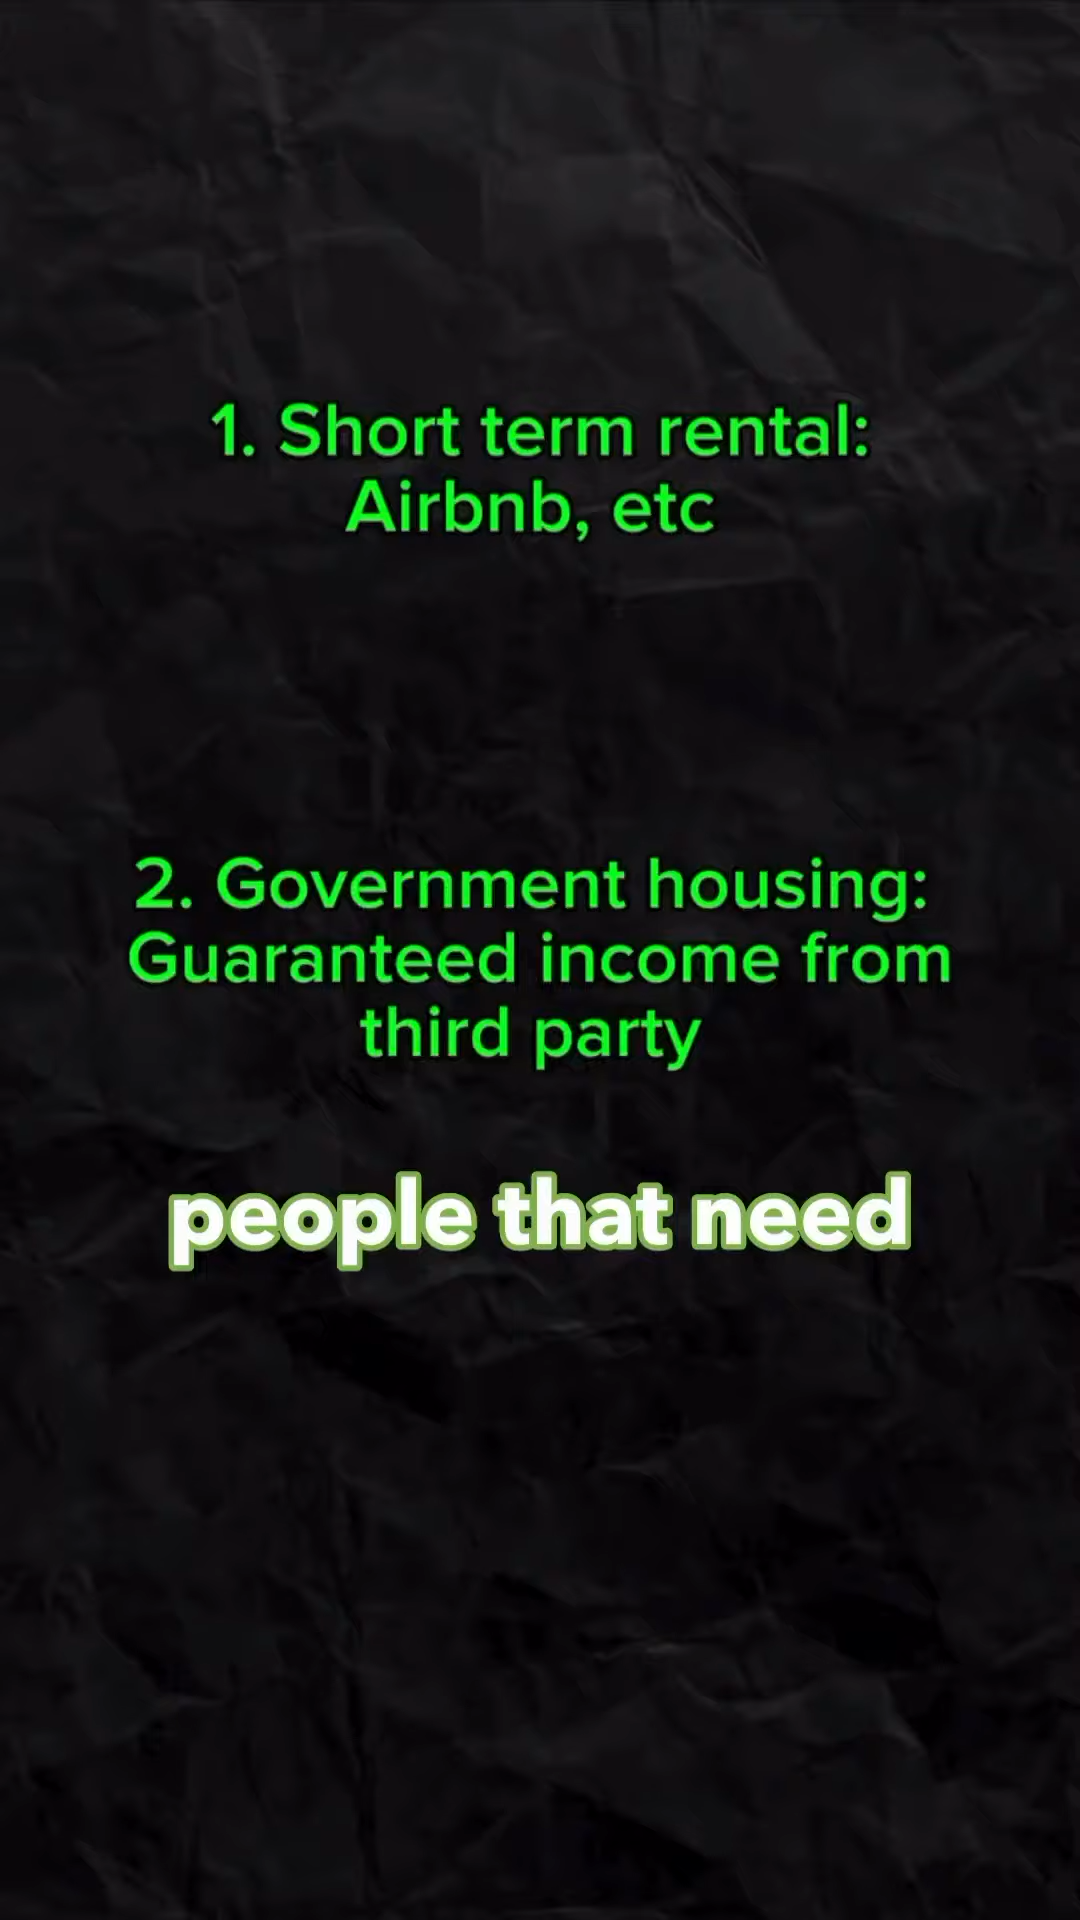 1. Short term rental:
Airbnb, etc
2. Government housing:
Guaranteed income from
third party
people that need